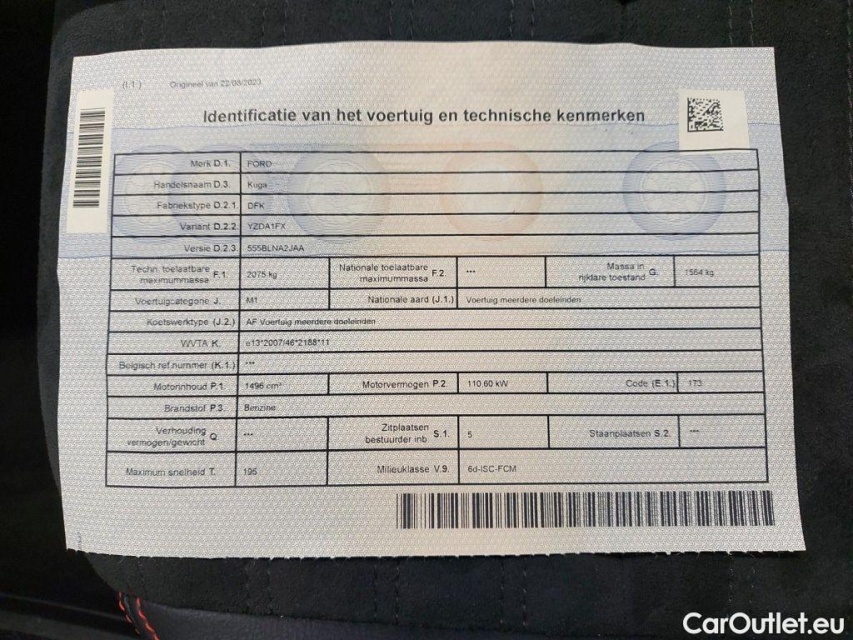 (I.1.) Origineel van 22/08/2023
Identificatie van het voertuig en technische kenmerken
Merk D.1. FORD
Handelsnaam D.3. Kuga
Fabriekstype D.2.1. DFK
Variant D.2.2. YZDA1FX
Versie D.2.3. 555BLNA2JAA
Techn. toelaatbare maximummassa F.1. 2075 kg Nationale toelaatbare maximummassa F.2. --- Massa in rijklare toestand G. 1564 kg
Voertuigcategorie J. M1 Nationale aard (J.1.) Voertuig meerdere doeleinden
Koetswerktype (J.2.) AF Voertuig meerdere doeleinden
WVTA K. e13*2007/46*2188*11
Belgisch ref.nummer (K.1.) ---
Motorinhoud P.1. 1496 cm³ Motorvermogen P.2. 110.60 kW Code (E.1.) 173
Brandstof P.3. Benzine
Verhouding vermogen/gewicht Q. --- Zitplaatsen bestuurder inb. S.1. 5 Staanplaatsen S.2. ---
Maximum snelheid T. 195 Milieuklasse V.9. 6d-ISC-FCM
CarOutlet.eu